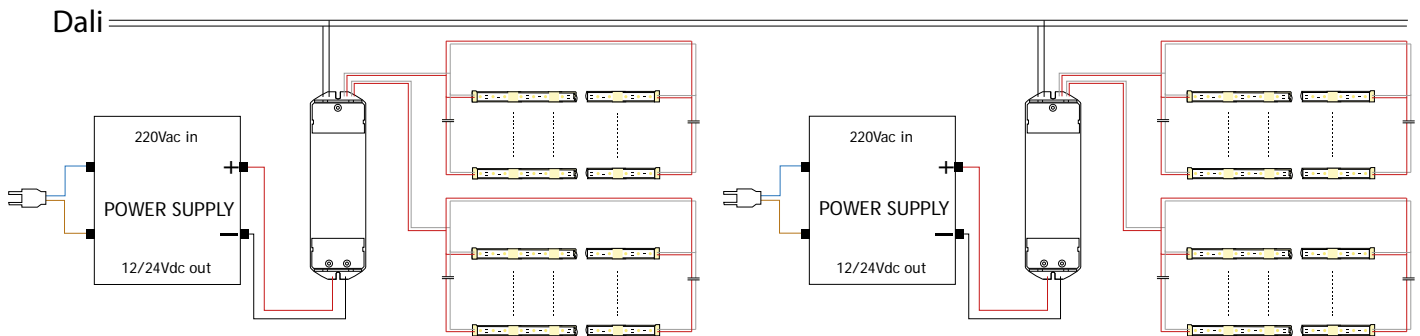 Dali
220Vac in
+
POWER SUPPLY
—
12/24Vdc out
220Vac in
+
POWER SUPPLY
—
12/24Vdc out